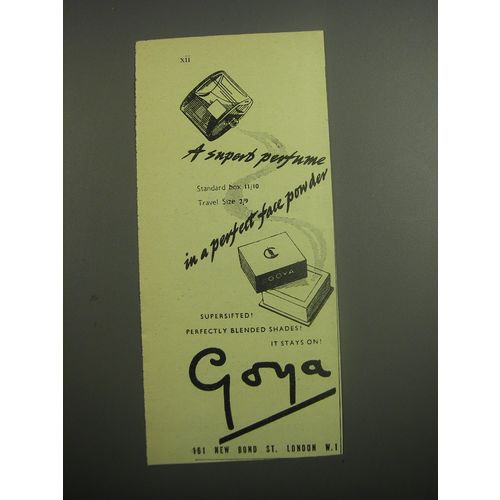 xii
A superb perfume
Standard box 11/10
Travel Size 2/9
in a perfect face powder
GOYA
SUPERSIFTED!
PERFECTLY BLENDED SHADES!
IT STAYS ON!
Goya
161 NEW BOND ST. LONDON W.1